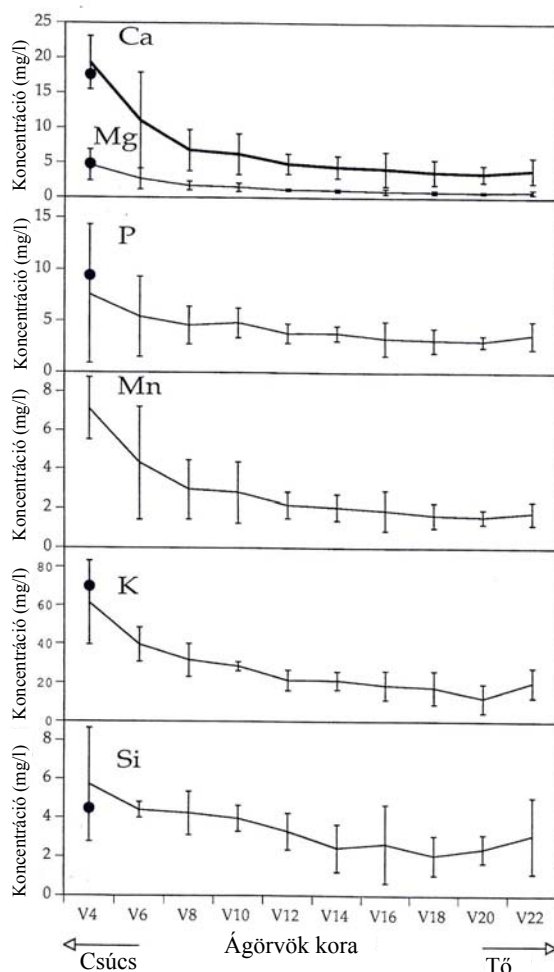 Koncentráció (mg/l)
25
20
15
10
5
0
Ca
Mg
Koncentráció (mg/l)
15
10
5
0
P
Koncentráció (mg/l)
8
6
4
2
0
Mn
Koncentráció (mg/l)
80
60
40
20
0
K
Koncentráció (mg/l)
8
6
4
2
0
Si
V4 V6 V8 V10 V12 V14 V16 V18 V20 V22
Csúcs Ágörvök kora Tő